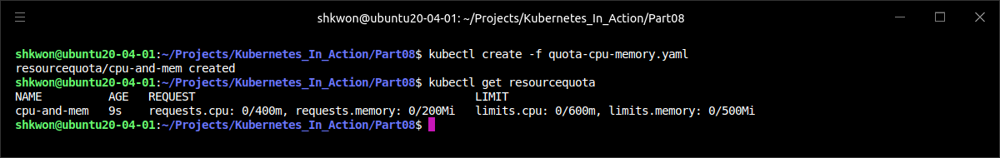 shkwon@ubuntu20-04-01: ~/Projects/Kubernetes_In_Action/Part08
shkwon@ubuntu20-04-01:~/Projects/Kubernetes_In_Action/Part08$ kubectl create -f quota-cpu-memory.yaml
resourcequota/cpu-and-mem created
shkwon@ubuntu20-04-01:~/Projects/Kubernetes_In_Action/Part08$ kubectl get resourcequota
NAME          AGE   REQUEST                                          LIMIT
cpu-and-mem   9s    requests.cpu: 0/400m, requests.memory: 0/200Mi   limits.cpu: 0/600m, limits.memory: 0/500Mi
shkwon@ubuntu20-04-01:~/Projects/Kubernetes_In_Action/Part08$